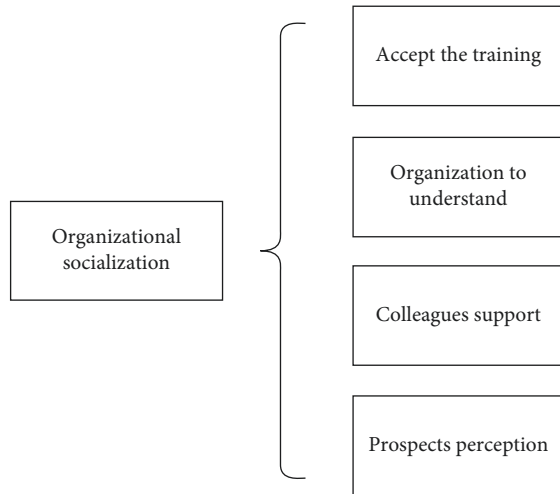 Accept the training
Organization to
understand
Organizational
socialization
Colleagues support
Prospects perception